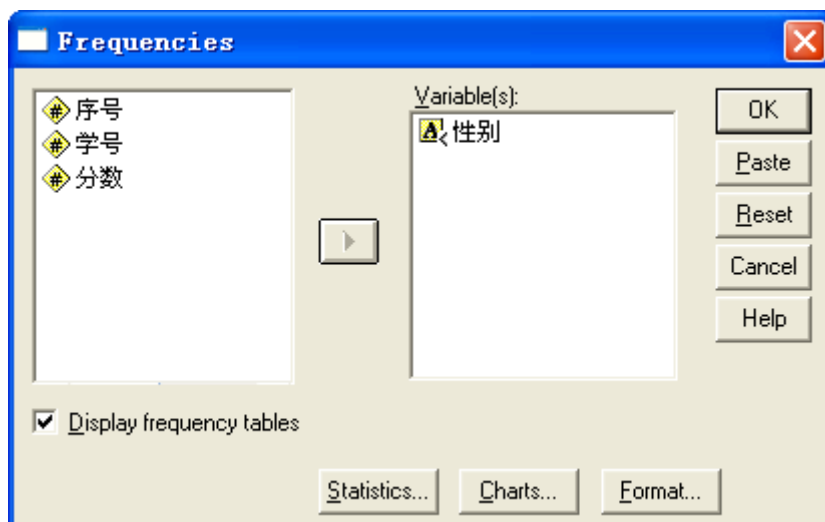 Frequencies
序号
学号
分数
Variable(s):
性别
OK
Paste
Reset
Cancel
Help
Display frequency tables
Statistics...
Charts...
Format...